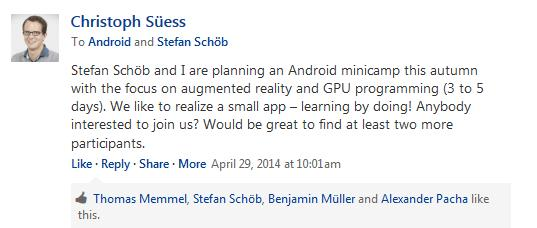 Christoph Süess
To Android and Stefan Schöb
Stefan Schöb and I are planning an Android minicamp this autumn
with the focus on augmented reality and GPU programming (3 to 5
days). We like to realize a small app – learning by doing! Anybody
interested to join us? Would be great to find at least two more
participants.
Like · Reply · Share · More April 29, 2014 at 10:01am
Thomas Memmel, Stefan Schöb, Benjamin Müller and Alexander Pacha like
this.